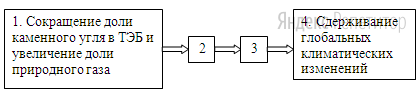 1. Сокращение доли
каменного угля в ТЭБ и
увеличение доли
природного газа
2
3
4. Сдерживание
глобальных
климатических
изменений